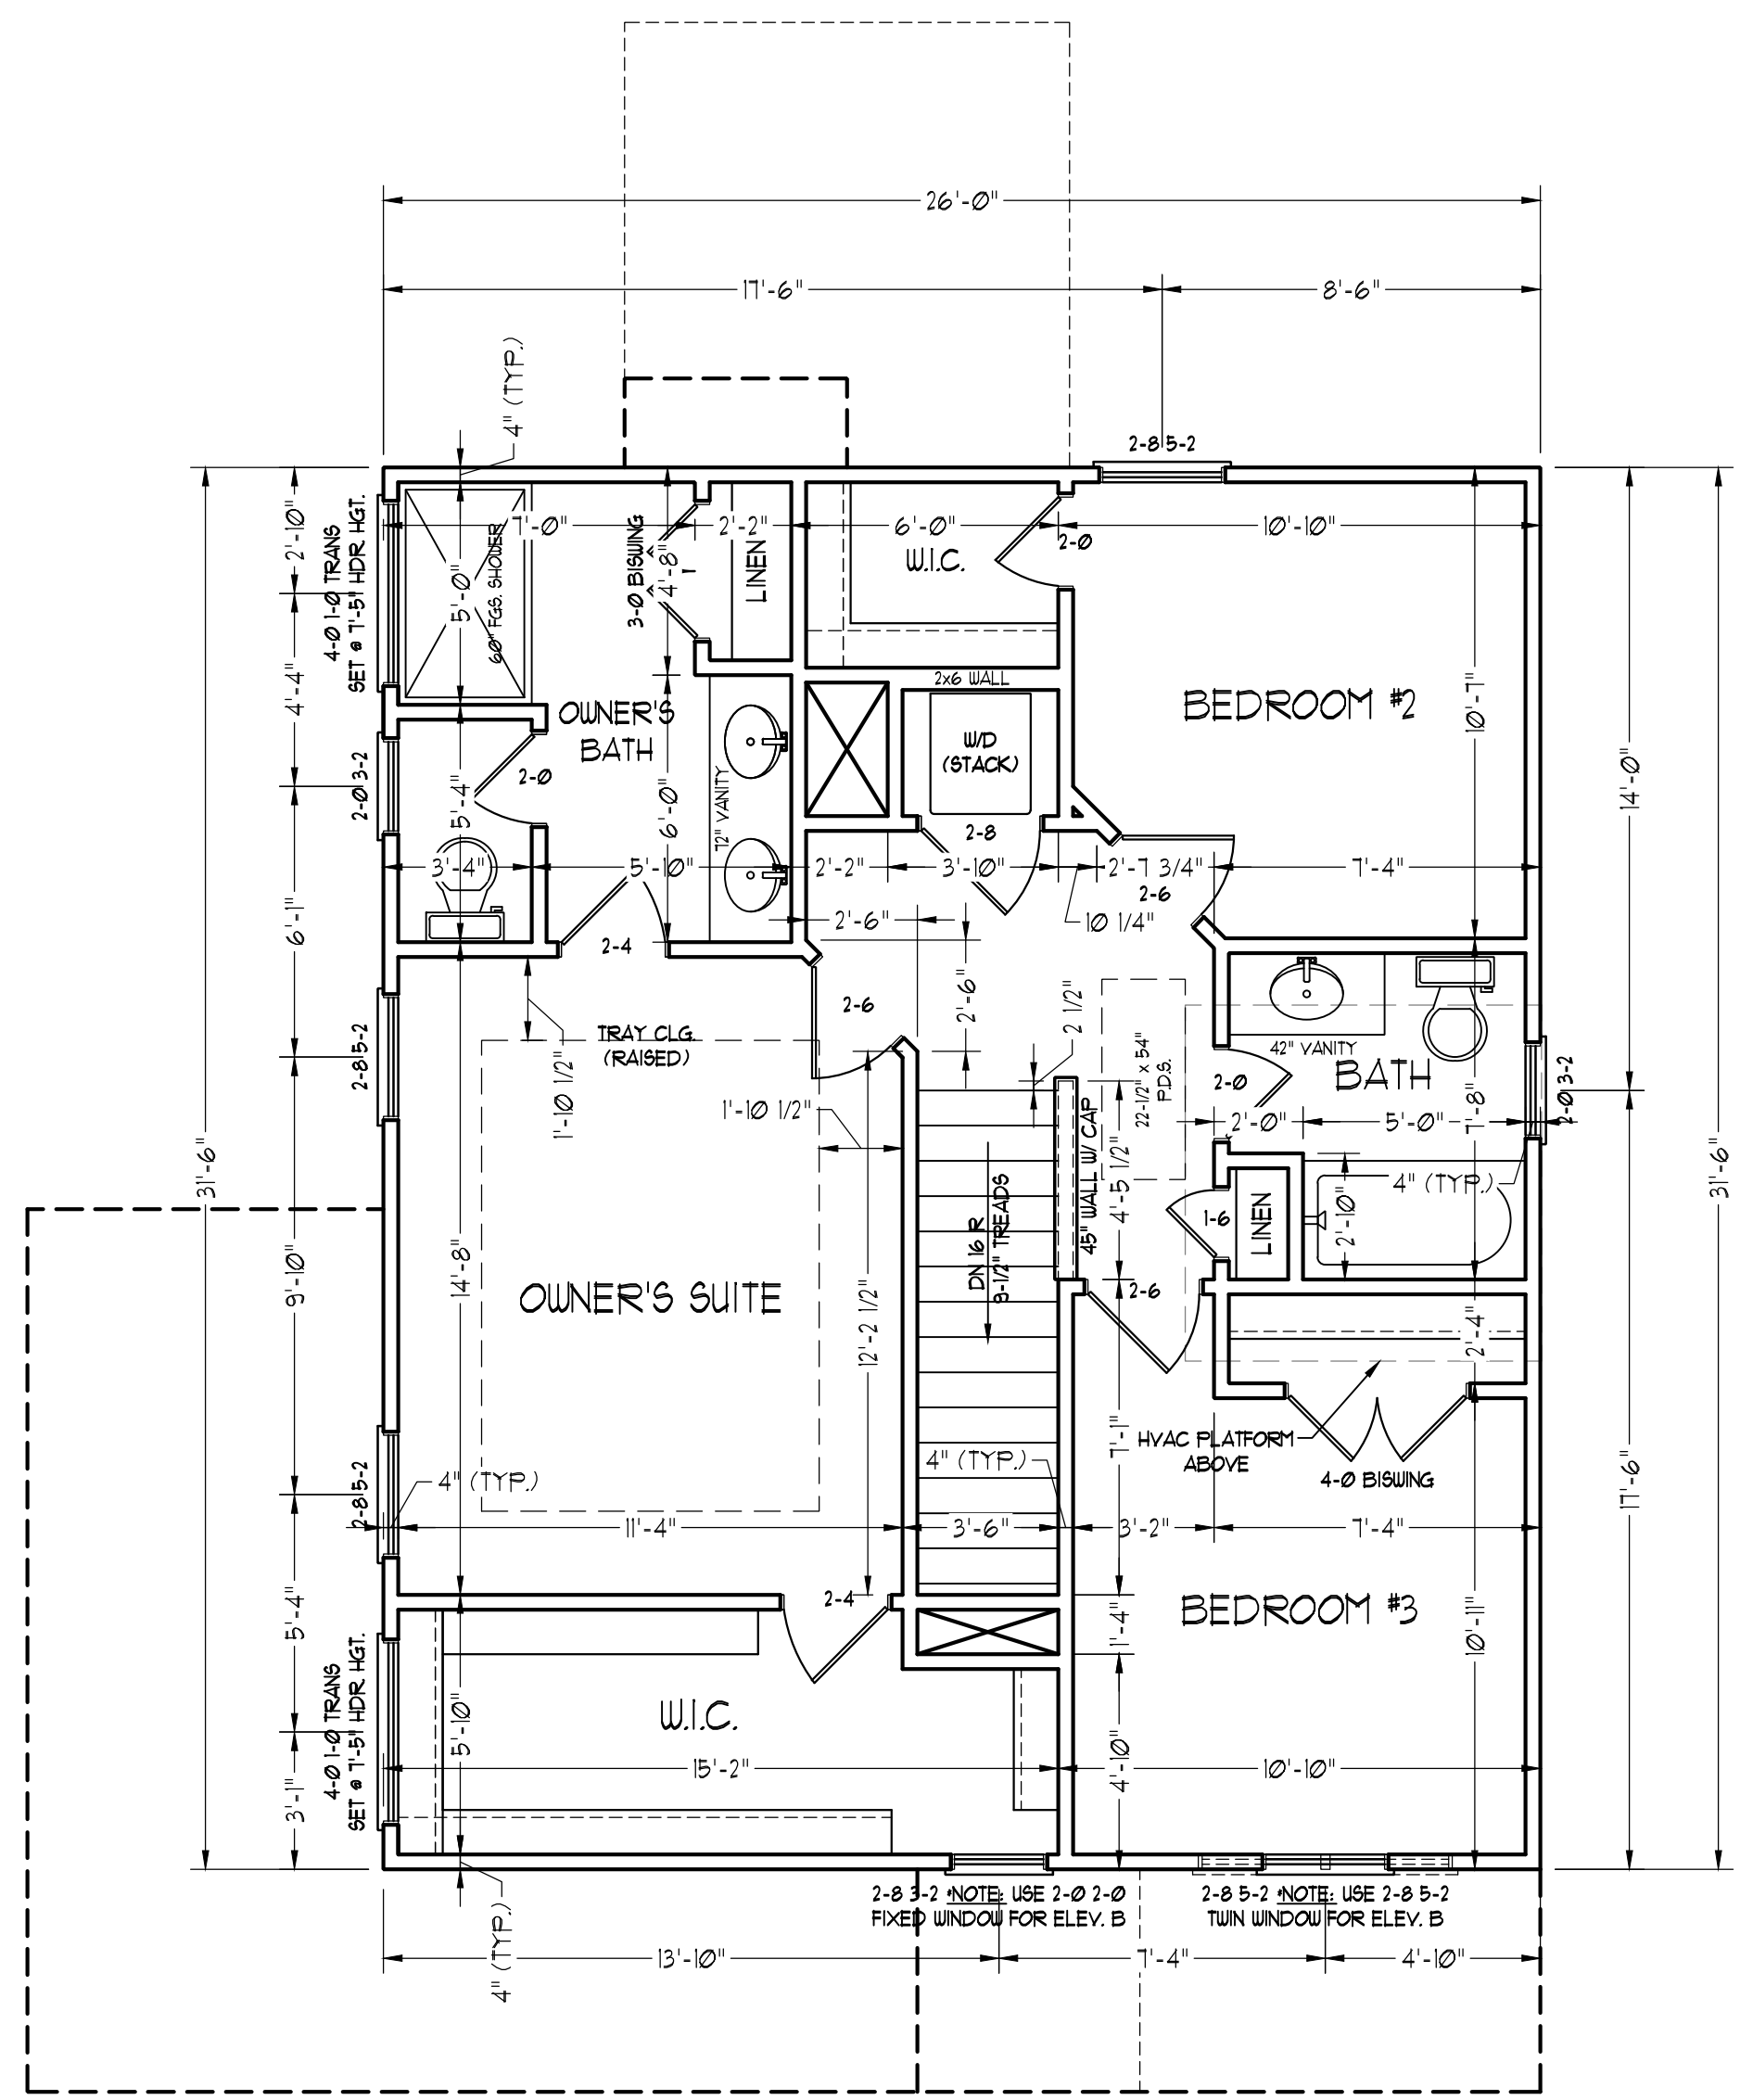 26'-0"
17'-6"
8'-6"
4" (TYP.)
2-8 5-2
2'-10"
4-0 1-0 TRANS
SET @ 7'-5" HDR. HGT.
7'-0"
2'-2"
6'-0"
10'-10"
2-0
5'-0"
60" FGS. SHOWER
3-0 BISWING
4'-8"
LINEN
W.I.C.
2x6 WALL
4'-4"
OWNER'S
BATH
2-0
2-0 3-2
5'-4"
6'-0"
72" VANITY
W/D
(STACK)
2-8
BEDROOM #2
10'-7"
14'-0"
3'-4"
5'-10"
2'-2"
3'-10"
2'-7 3/4"
7'-4"
2-6
10 1/4"
2'-6"
6'-1"
2-4
2-6
2'-6"
2 1/2"
TRAY CLG.
(RAISED)
1'-10 1/2"
1'-10 1/2"
2-8 5-2
22-1/2" x 54"
P.D.S.
42" VANITY
BATH
2-0
2'-0"
5'-0"
7'-8"
2-0 3-2
31'-6"
31'-6"
45" WALL W/ CAP
4'-5 1/2"
4" (TYP.)
1-6
LINEN
2'-10"
DN 16 R
9-1/2" TREADS
9'-10"
14'-8"
OWNER'S SUITE
12'-2 1/2"
2-6
2'-4"
7'-1"
HVAC PLATFORM
ABOVE
4-0 BISWING
2-8 5-2
4" (TYP.)
4" (TYP.)
17'-6"
11'-4"
3'-6"
3'-2"
7'-4"
5'-4"
2-4
1'-4"
BEDROOM #3
10'-11"
4-0 1-0 TRANS
SET @ 7'-5" HDR. HGT.
5'-10"
W.I.C.
15'-2"
4'-10"
10'-10"
3'-1"
2-8 3-2 *NOTE: USE 2-0 2-0
FIXED WINDOW FOR ELEV. B
2-8 5-2 *NOTE: USE 2-8 5-2
TWIN WINDOW FOR ELEV. B
4" (TYP.)
13'-10"
7'-4"
4'-10"